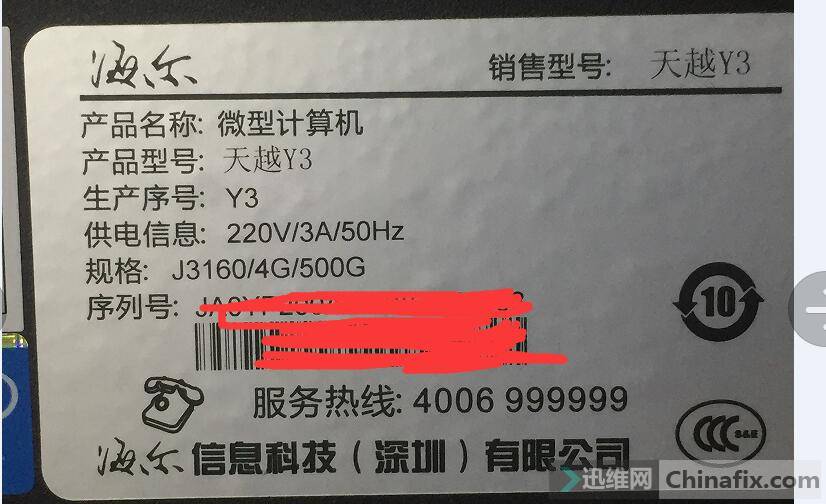 海尔 销售型号: 天越Y3
产品名称: 微型计算机
产品型号: 天越Y3
生产序号: Y3
供电信息: 220V/3A/50Hz
规格: J3160/4G/500G
序列号:
10
服务热线: 4006 999999
CCC S&E
海尔 信息科技(深圳)有限公司
迅维网 Chinafix.com